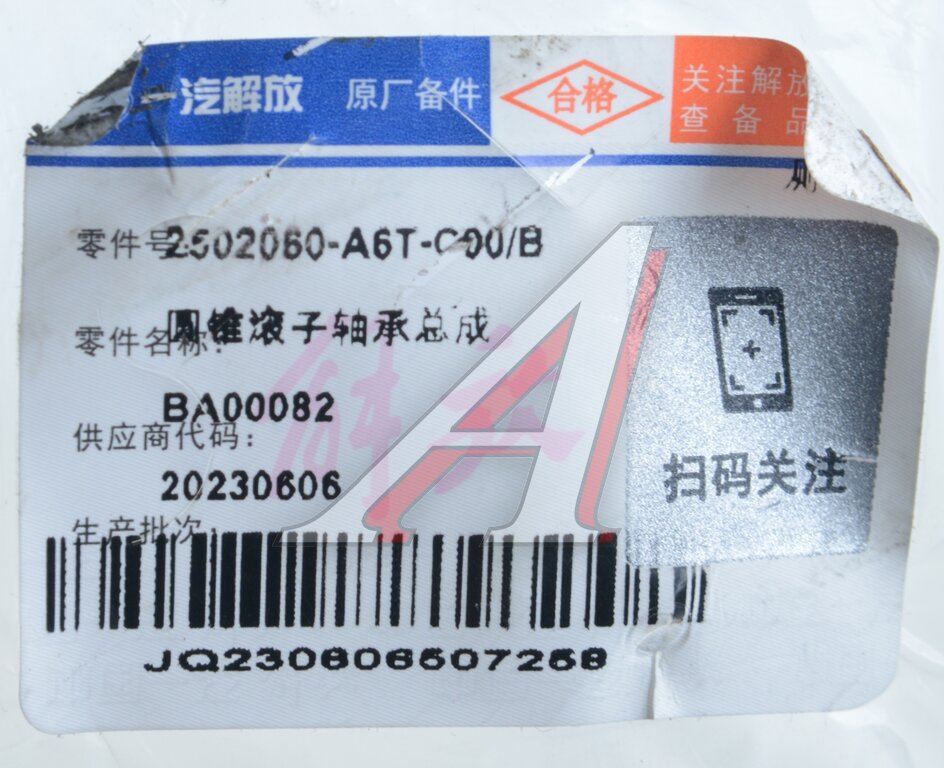 汽解放 原厂备件 合格 关注解放
查备品
零件号:2502060-A6T-C00/B
圆锥滚子轴承总成
零件名称:
BA00082
供应商代码:
20230606
生产批次:
扫码关注
JQ230606507258